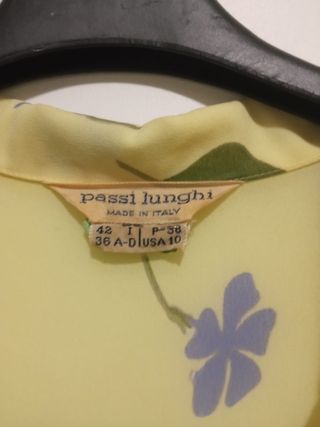 passi lunghi
MADE IN ITALY
42 I P-38
36 A-D USA 10